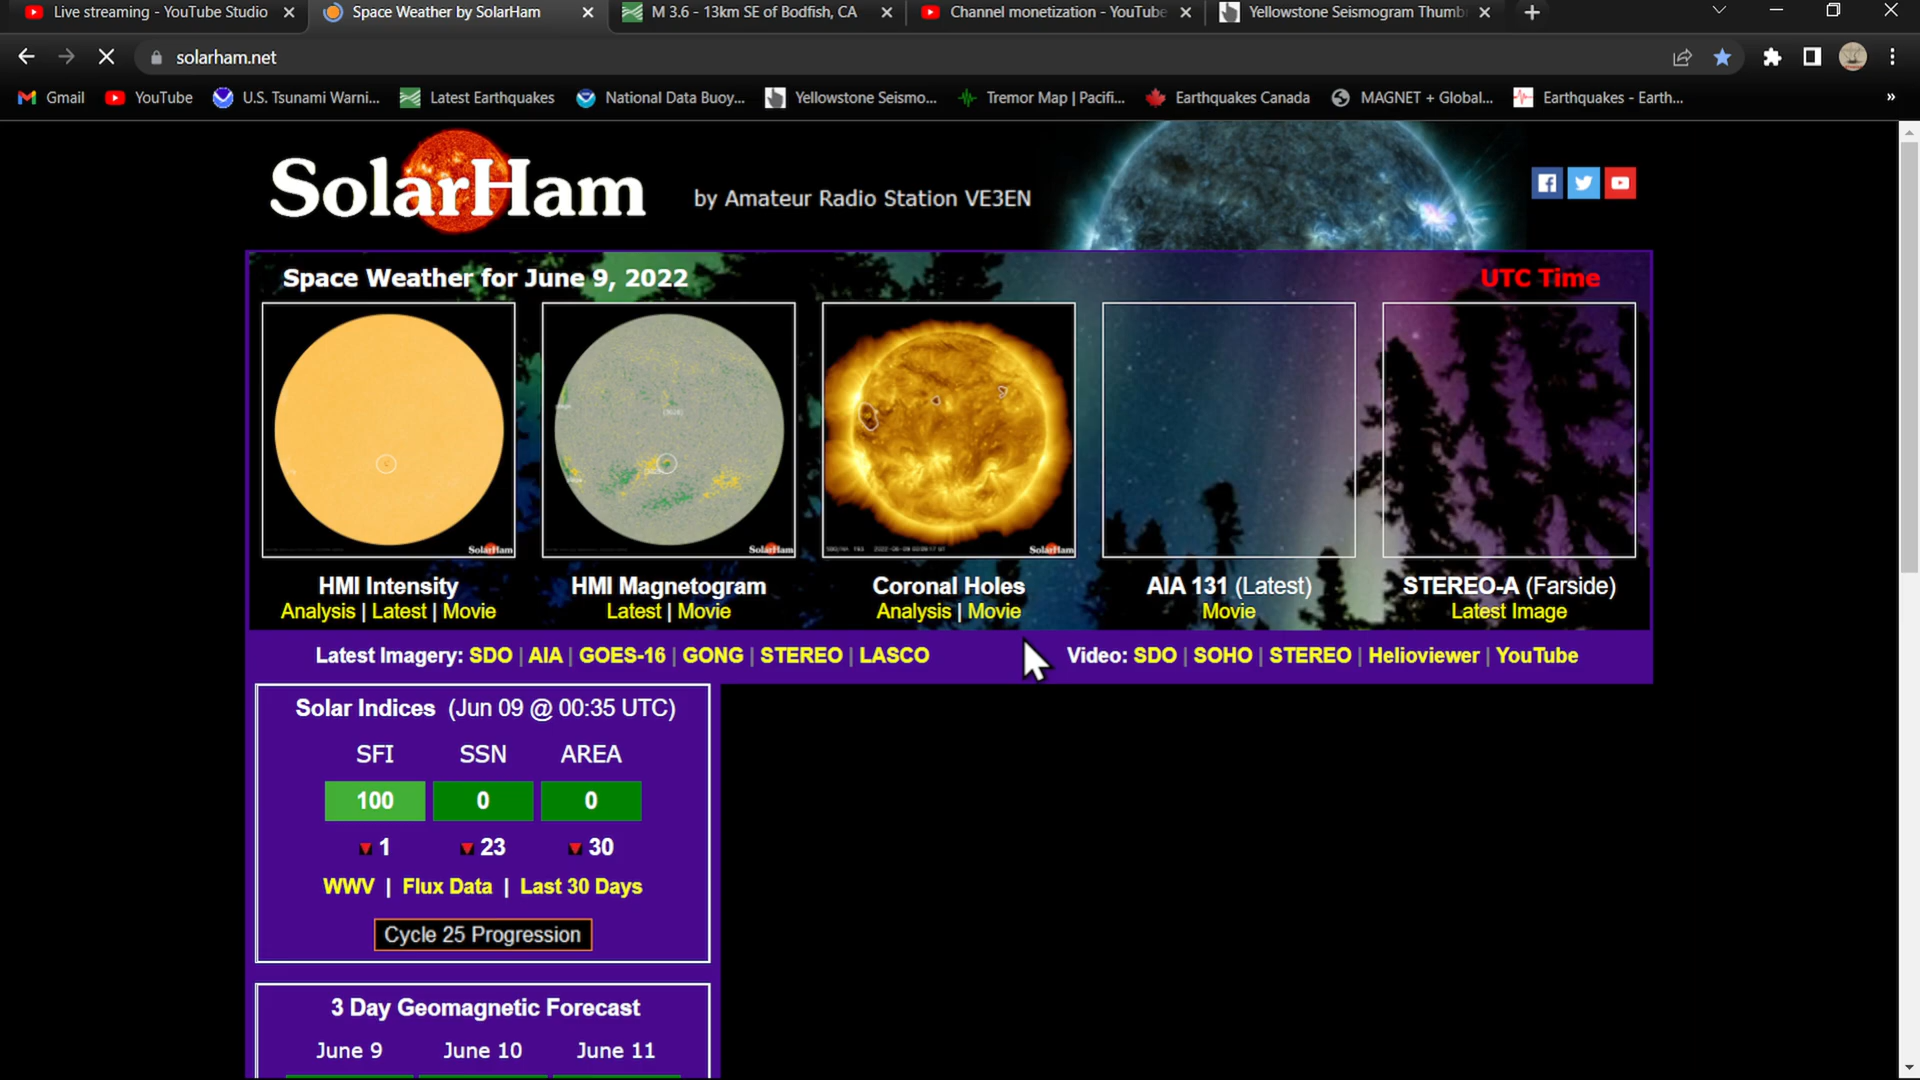 Live streaming - YouTube Studio
Space Weather by SolarHam
M 3.6 - 13km SE of Bodfish, CA
Channel monetization - YouTube
Yellowstone Seismogram Thumb
solarham.net
Gmail
YouTube
U.S. Tsunami Warni...
Latest Earthquakes
National Data Buoy...
Yellowstone Seismo...
Tremor Map | Pacifi...
Earthquakes Canada
MAGNET + Global...
Earthquakes - Earth...
»
SolarHam
by Amateur Radio Station VE3EN
Space Weather for June 9, 2022
UTC Time
SolarHam
SolarHam
SolarHam
HMI Intensity
Analysis | Latest | Movie
HMI Magnetogram
Latest | Movie
Coronal Holes
Analysis | Movie
AIA 131 (Latest)
Movie
STEREO-A (Farside)
Latest Image
Latest Imagery: SDO | AIA | GOES-16 | GONG | STEREO | LASCO
Video: SDO | SOHO | STEREO | Helioviewer | YouTube
Solar Indices (Jun 09 @ 00:35 UTC)
SFI SSN AREA
100 0 0
▼ 1 ▼ 23 ▼ 30
WWV | Flux Data | Last 30 Days
Cycle 25 Progression
3 Day Geomagnetic Forecast
June 9 June 10 June 11